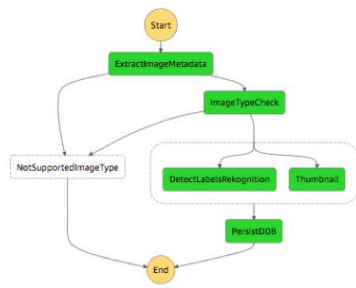 Start
ExtractImageMetadata
ImageTypeCheck
NotSupportedImageType
DetectLabelsRekognition
Thumbnail
PersistDDB
End